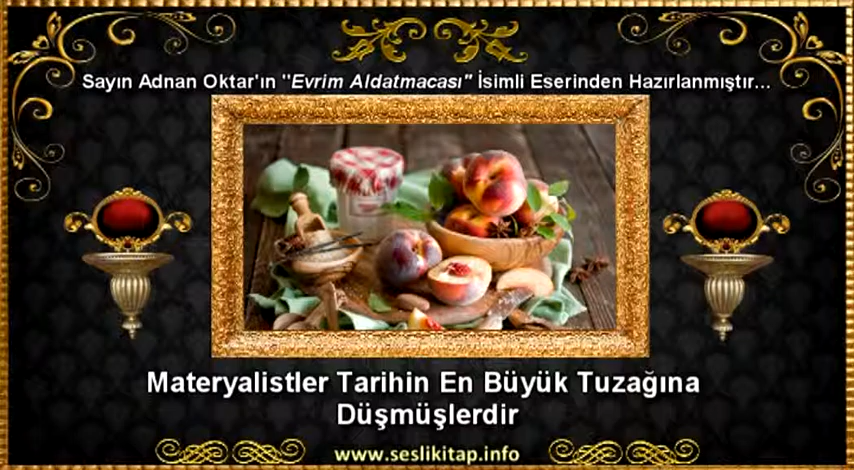 Sayın Adnan Oktar'ın "Evrim Aldatmacası" İsimli Eserinden Hazırlanmıştır...
Materyalistler Tarihin En Büyük Tuzağına
Düşmüşlerdir
www.seslikitap.info